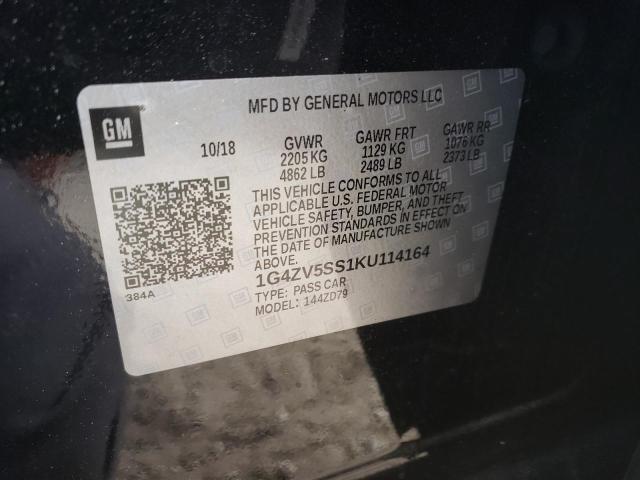 GM
MFD BY GENERAL MOTORS LLC
10/18 GVWR GAWR FRT GAWR RR
2205 KG 1129 KG 1076 KG
4862 LB 2489 LB 2373 LB
THIS VEHICLE CONFORMS TO ALL
APPLICABLE U.S. FEDERAL MOTOR
VEHICLE SAFETY, BUMPER, AND THEFT
PREVENTION STANDARDS IN EFFECT ON
THE DATE OF MANUFACTURE SHOWN
ABOVE.
1G4ZV5SS1KU114164
TYPE: PASS CAR
MODEL: 144ZD79
384A